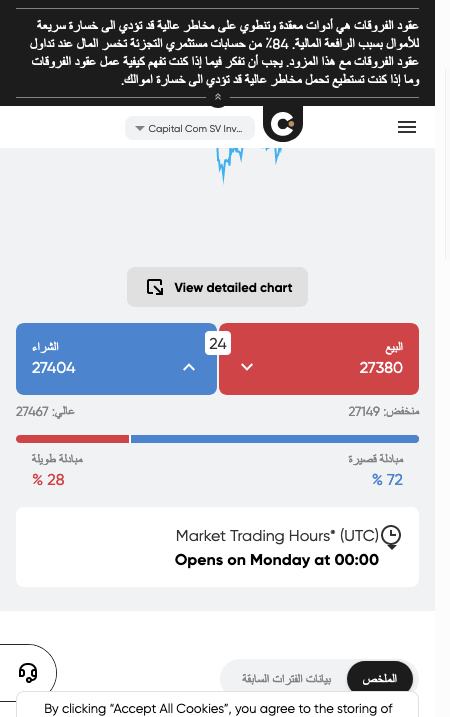 عقود الفروقات هي أدوات معقدة وتنطوي على مخاطر عالية قد تؤدي الى خسارة سريعة
للأموال بسبب الرافعة المالية. 84٪ من حسابات مستثمري التجزئة تخسر المال عند تداول
عقود الفروقات مع هذا المزود. يجب أن تفكر فيما إذا كنت تفهم كيفية عمل عقود الفروقات
وما إذا كنت تستطيع تحمل مخاطر عالية قد تؤدي الى خسارة اموالك.
Capital Com SV Inv...
View detailed chart
24
البيع
27380
الشراء
27404
منخفض: 27149
عالي: 27467
مبادلة قصيرة
72 %
مبادلة طويلة
28 %
Market Trading Hours* (UTC)
Opens on Monday at 00:00
الملخص
بيانات الفترات السابقة
By clicking “Accept All Cookies”, you agree to the storing of